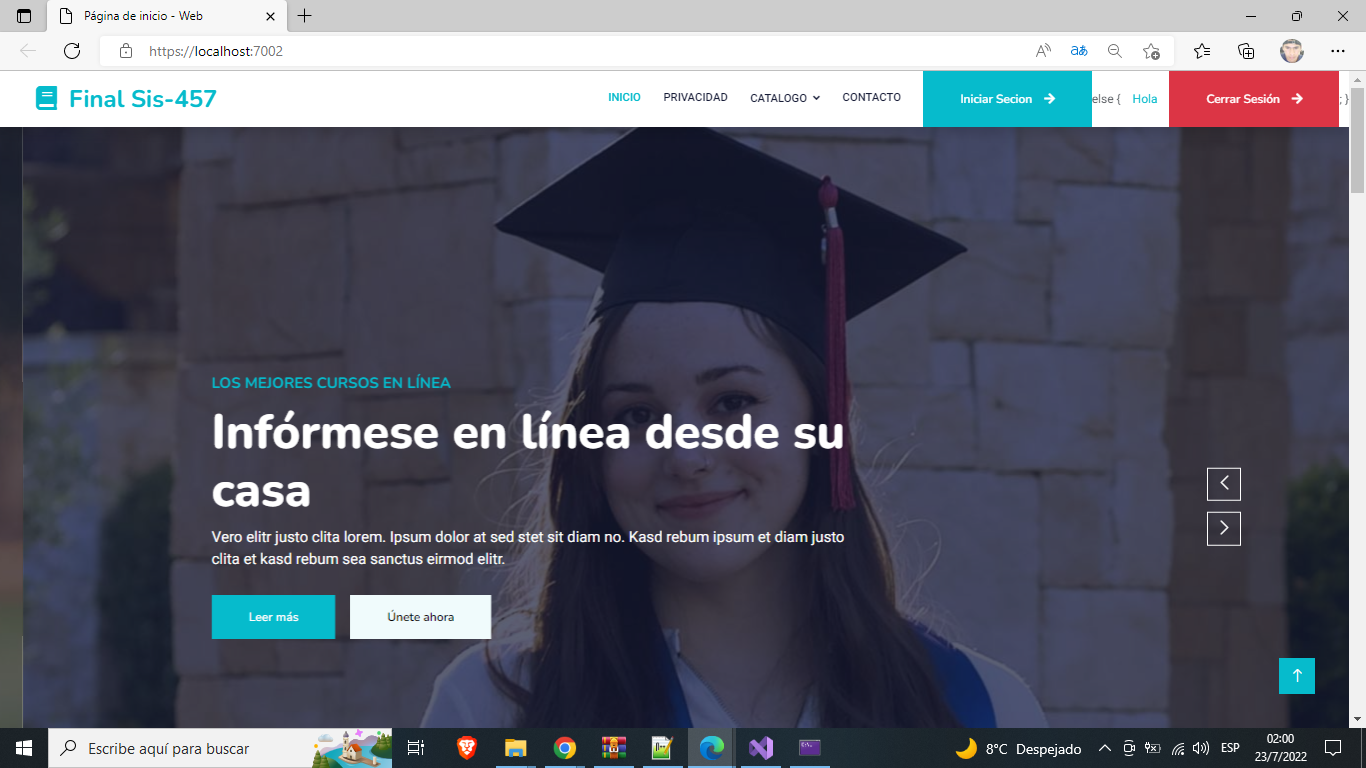 Página de inicio - Web
https://localhost:7002
Final Sis-457
INICIO
PRIVACIDAD
CATALOGO
CONTACTO
Iniciar Secion
else {
Hola
Cerrar Sesión
; }
LOS MEJORES CURSOS EN LÍNEA
Infórmese en línea desde su
casa
Vero elitr justo clita lorem. Ipsum dolor at sed stet sit diam no. Kasd rebum ipsum et diam justo
clita et kasd rebum sea sanctus eirmod elitr.
Leer más
Únete ahora
Escribe aquí para buscar
8°C Despejado
ESP
02:00
23/7/2022